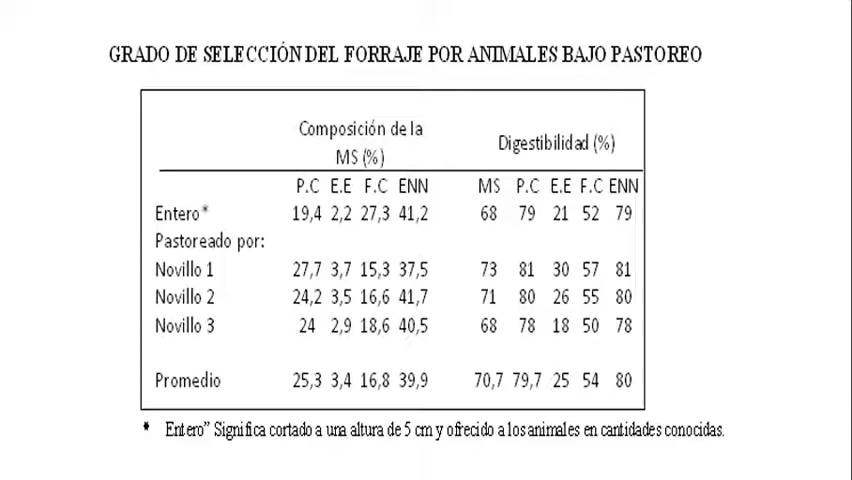 GRADO DE SELECCIÓN DEL FORRAJE POR ANIMALES BAJO PASTOREO
Composición de la MS (%) Digestibilidad (%)
P.C E.E F.C ENN MS P.C E.E F.C ENN
Entero* 19,4 2,2 27,3 41,2 68 79 21 52 79
Pastoreado por:
Novillo 1 27,7 3,7 15,3 37,5 73 81 30 57 81
Novillo 2 24,2 3,5 16,6 41,7 71 80 26 55 80
Novillo 3 24 2,9 18,6 40,5 68 78 18 50 78
Promedio 25,3 3,4 16,8 39,9 70,7 79,7 25 54 80
* Entero” Significa cortado a una altura de 5 cm y ofrecido a los animales en cantidades conocidas.